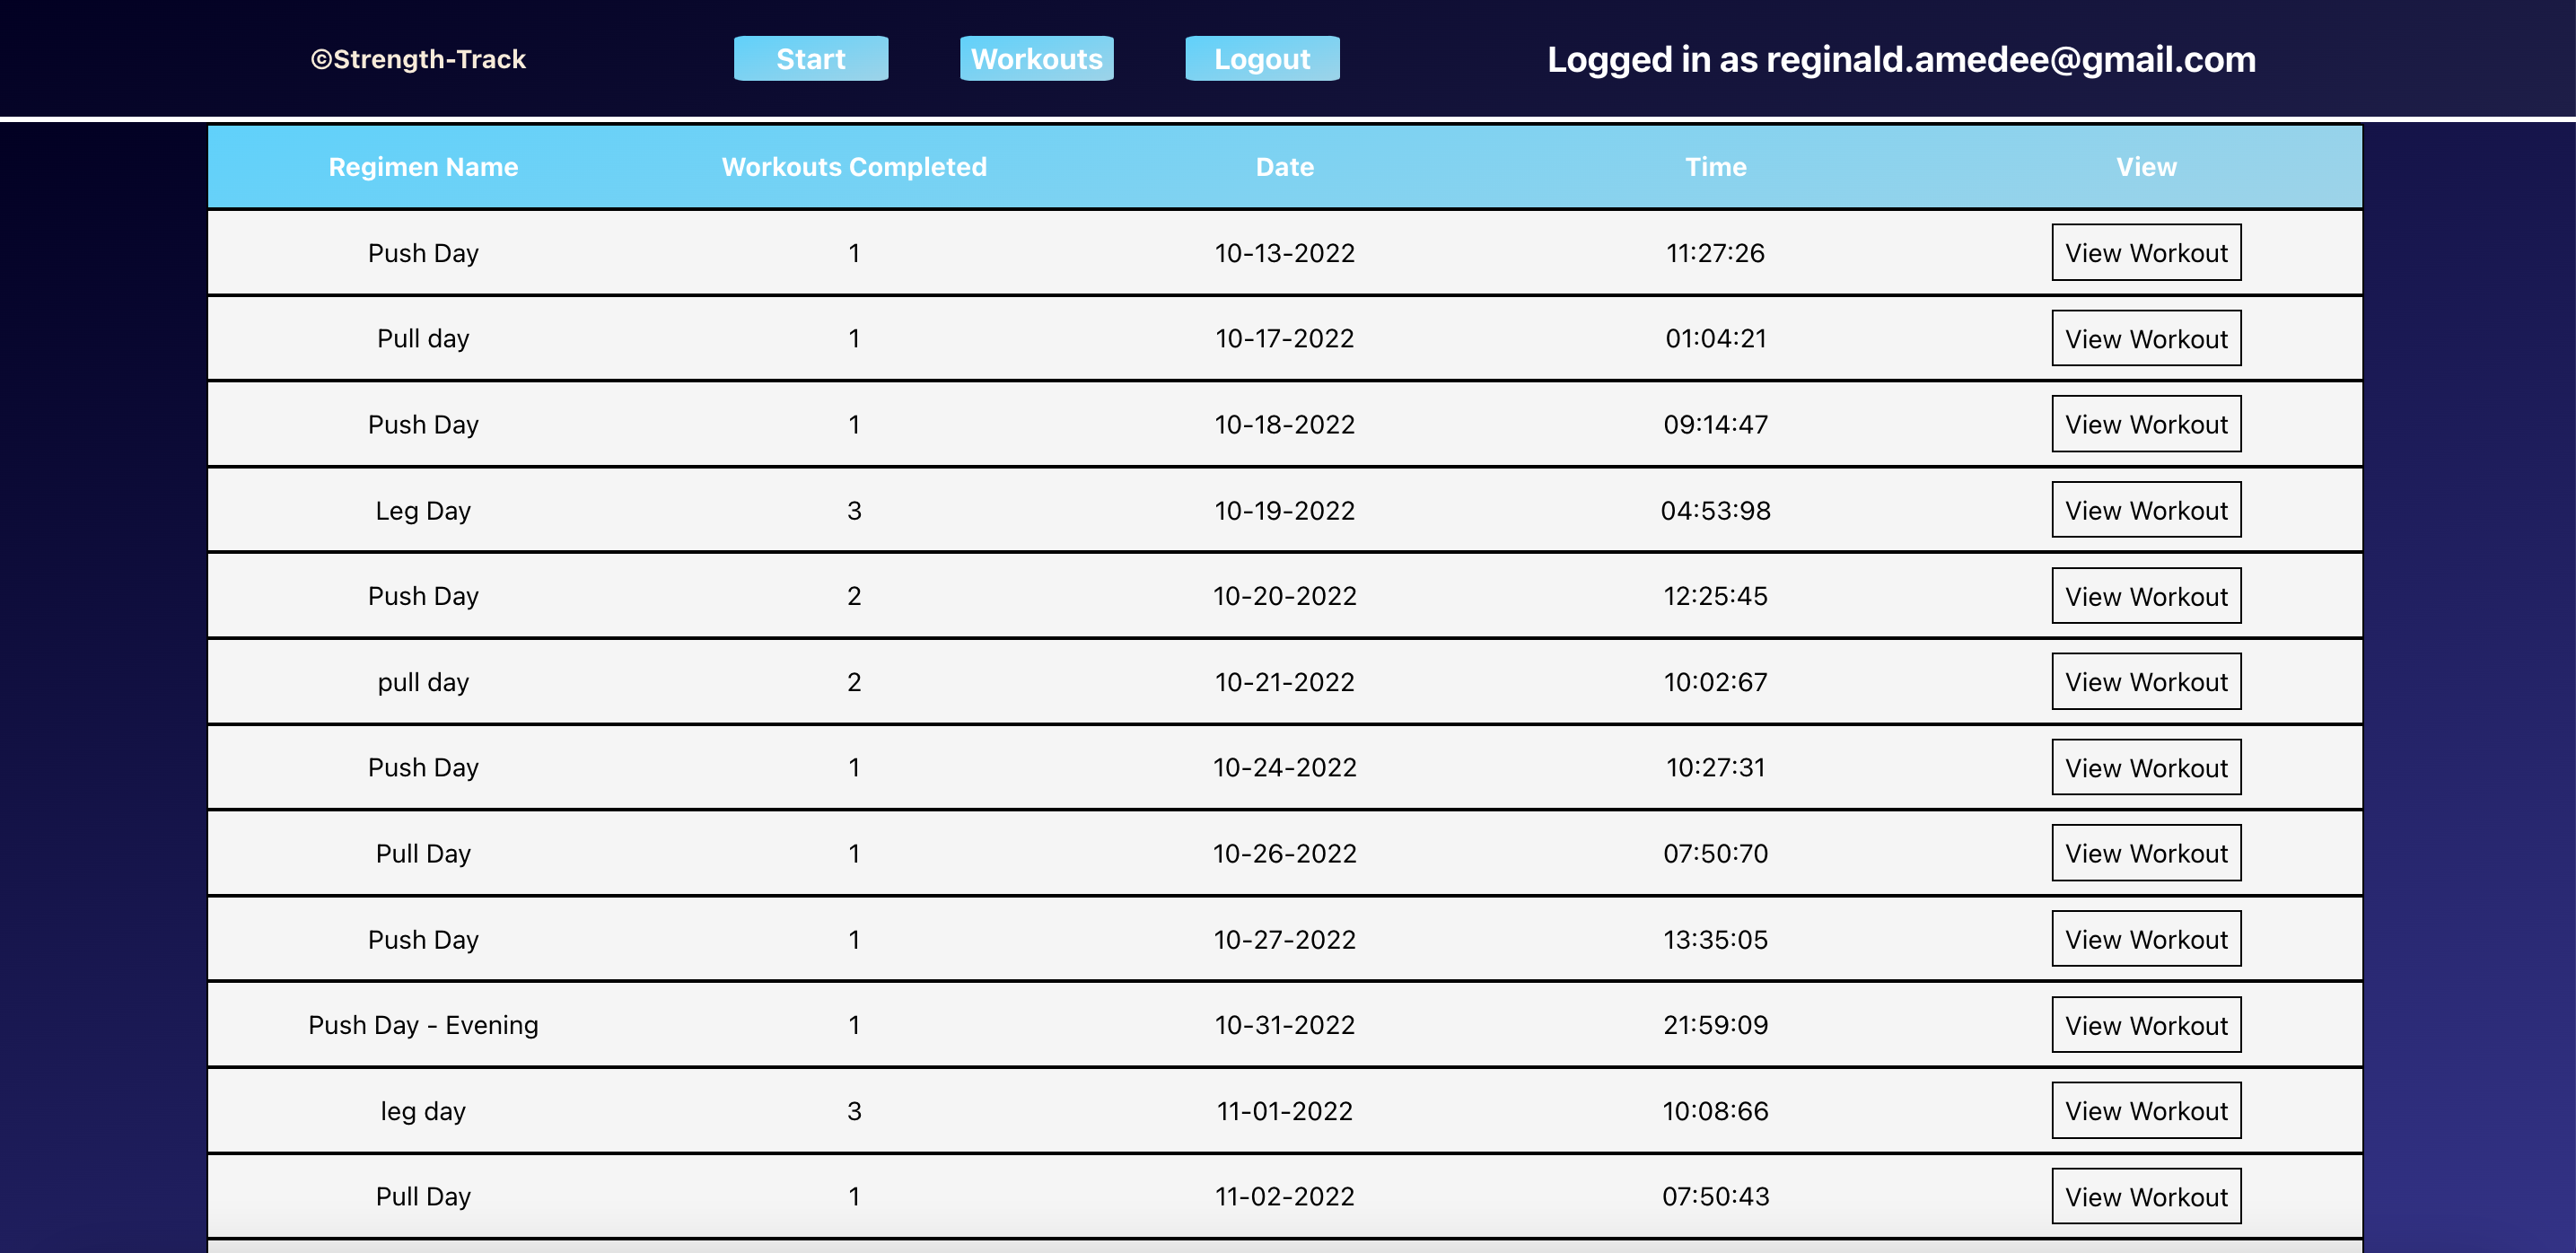 ©Strength-Track Start Workouts Logout Logged in as reginald.amedee@gmail.com
Regimen Name Workouts Completed Date Time View
Push Day 1 10-13-2022 11:27:26 View Workout
Pull day 1 10-17-2022 01:04:21 View Workout
Push Day 1 10-18-2022 09:14:47 View Workout
Leg Day 3 10-19-2022 04:53:98 View Workout
Push Day 2 10-20-2022 12:25:45 View Workout
pull day 2 10-21-2022 10:02:67 View Workout
Push Day 1 10-24-2022 10:27:31 View Workout
Pull Day 1 10-26-2022 07:50:70 View Workout
Push Day 1 10-27-2022 13:35:05 View Workout
Push Day - Evening 1 10-31-2022 21:59:09 View Workout
leg day 3 11-01-2022 10:08:66 View Workout
Pull Day 1 11-02-2022 07:50:43 View Workout